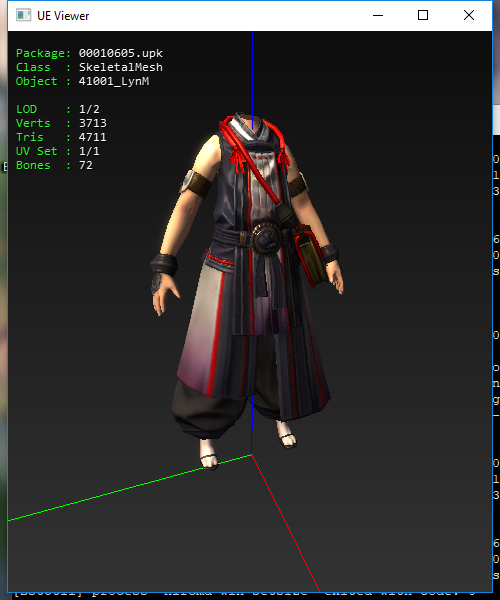 UE Viewer
Package: 00010605.upk
Class : SkeletalMesh
Object : 41001_LynM
LOD : 1/2
Verts : 3713
Tris : 4711
UV Set : 1/1
Bones : 72